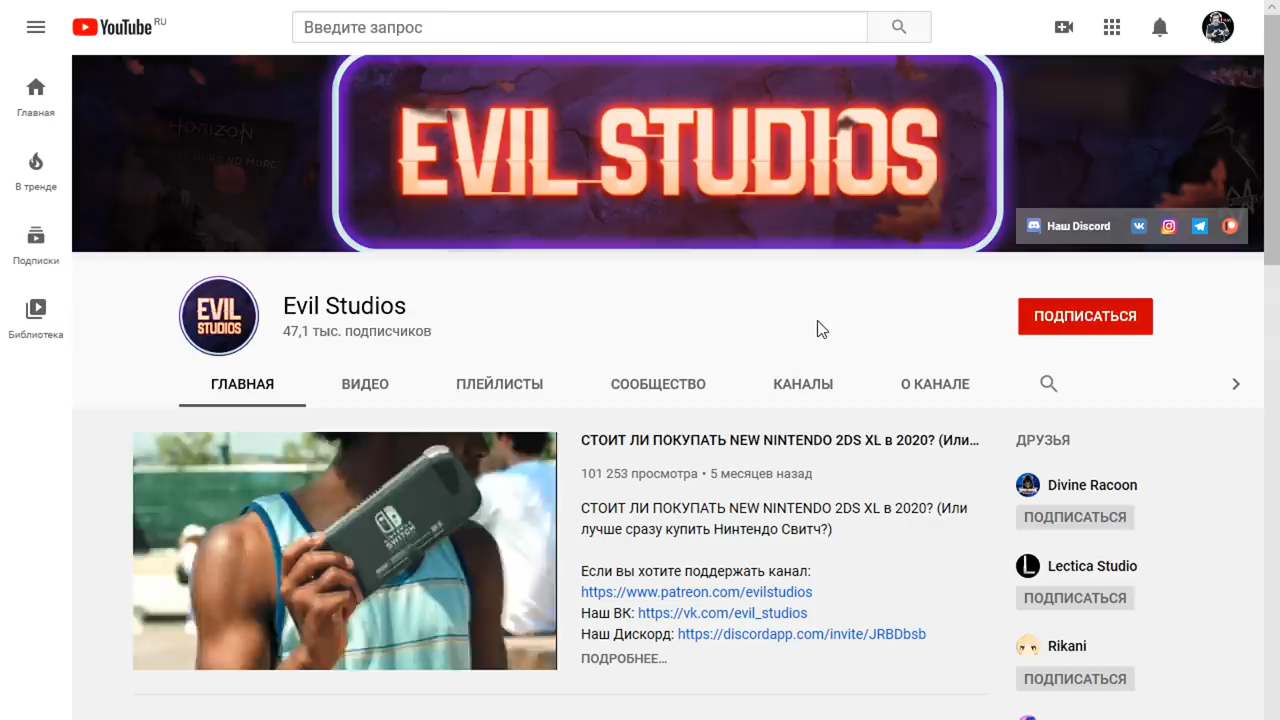 YouTube RU
Введите запрос
Главная
В тренде
Подписки
Библиотека
HORIZON
EVIL STUDIOS
Наш Discord
EVIL
STUDIOS
Evil Studios
47,1 тыс. подписчиков
ПОДПИСАТЬСЯ
ГЛАВНАЯ ВИДЕО ПЛЕЙЛИСТЫ СООБЩЕСТВО КАНАЛЫ О КАНАЛЕ
NINTENDO
SWITCH
СТОИТ ЛИ ПОКУПАТЬ NEW NINTENDO 2DS XL в 2020? (Или…
101 253 просмотра • 5 месяцев назад
СТОИТ ЛИ ПОКУПАТЬ NEW NINTENDO 2DS XL в 2020? (Или
лучше сразу купить Нинтендо Свитч?)
Если вы хотите поддержать канал:
https://www.patreon.com/evilstudios
Наш ВК: https://vk.com/evil_studios
Наш Дискорд: https://discordapp.com/invite/JRBDbsb
ПОДРОБНЕЕ...
ДРУЗЬЯ
Divine Racoon
ПОДПИСАТЬСЯ
Lectica Studio
ПОДПИСАТЬСЯ
Rikani
ПОДПИСАТЬСЯ